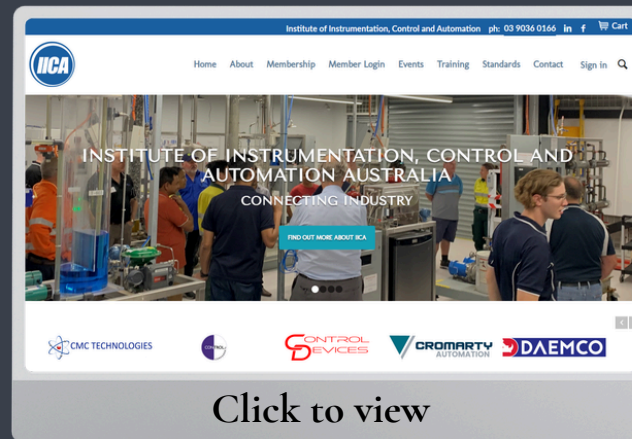 Institute of Instrumentation, Control and Automation ph: 03 9036 0166 in f Cart
IICA
Home About Membership Member Login Events Training Standards Contact Sign in
INSTITUTE OF INSTRUMENTATION, CONTROL AND
AUTOMATION AUSTRALIA
CONNECTING INDUSTRY
FIND OUT MORE ABOUT IICA
CMC TECHNOLOGIES
CONTROL
CONTROL
DEVICES
CROMARTY
AUTOMATION
DAEMCO
Click to view